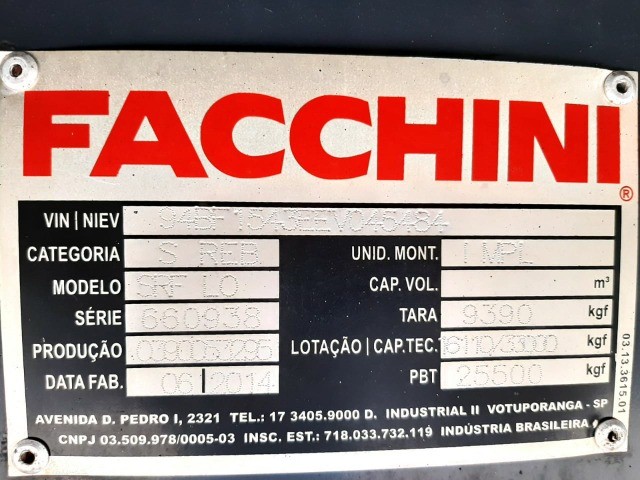 FACCHINI®
VIN | NIEV 94BF1543EEV045484
CATEGORIA S REB UNID. MONT. I MPL
MODELO SRF LO CAP. VOL. m³
SÉRIE 660938 TARA 9390 kgf
PRODUÇÃO LOTAÇÃO | CAP.TEC. 16110/33000 kgf
DATA FAB. 06 | 2014 PBT 25500 kgf
AVENIDA D. PEDRO I, 2321 TEL.: 17 3405.9000 D. INDUSTRIAL II VOTUPORANGA - SP
CNPJ 03.509.978/0005-03 INSC. EST.: 718.033.732.119 INDÚSTRIA BRASILEIRA
03.13.3615.01